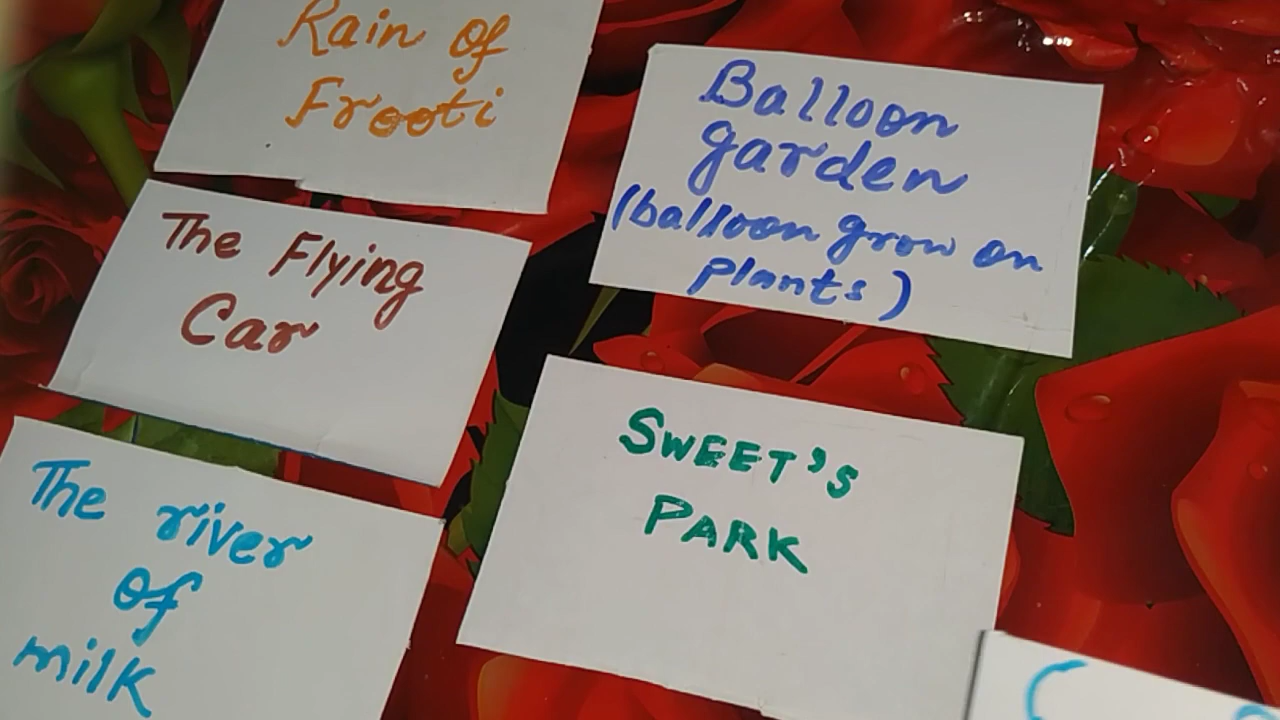 Rain of
Frooti
The Flying
Car
The river
of
milk
Balloon
garden
(balloon grow on
plants)
SWEET'S
PARK